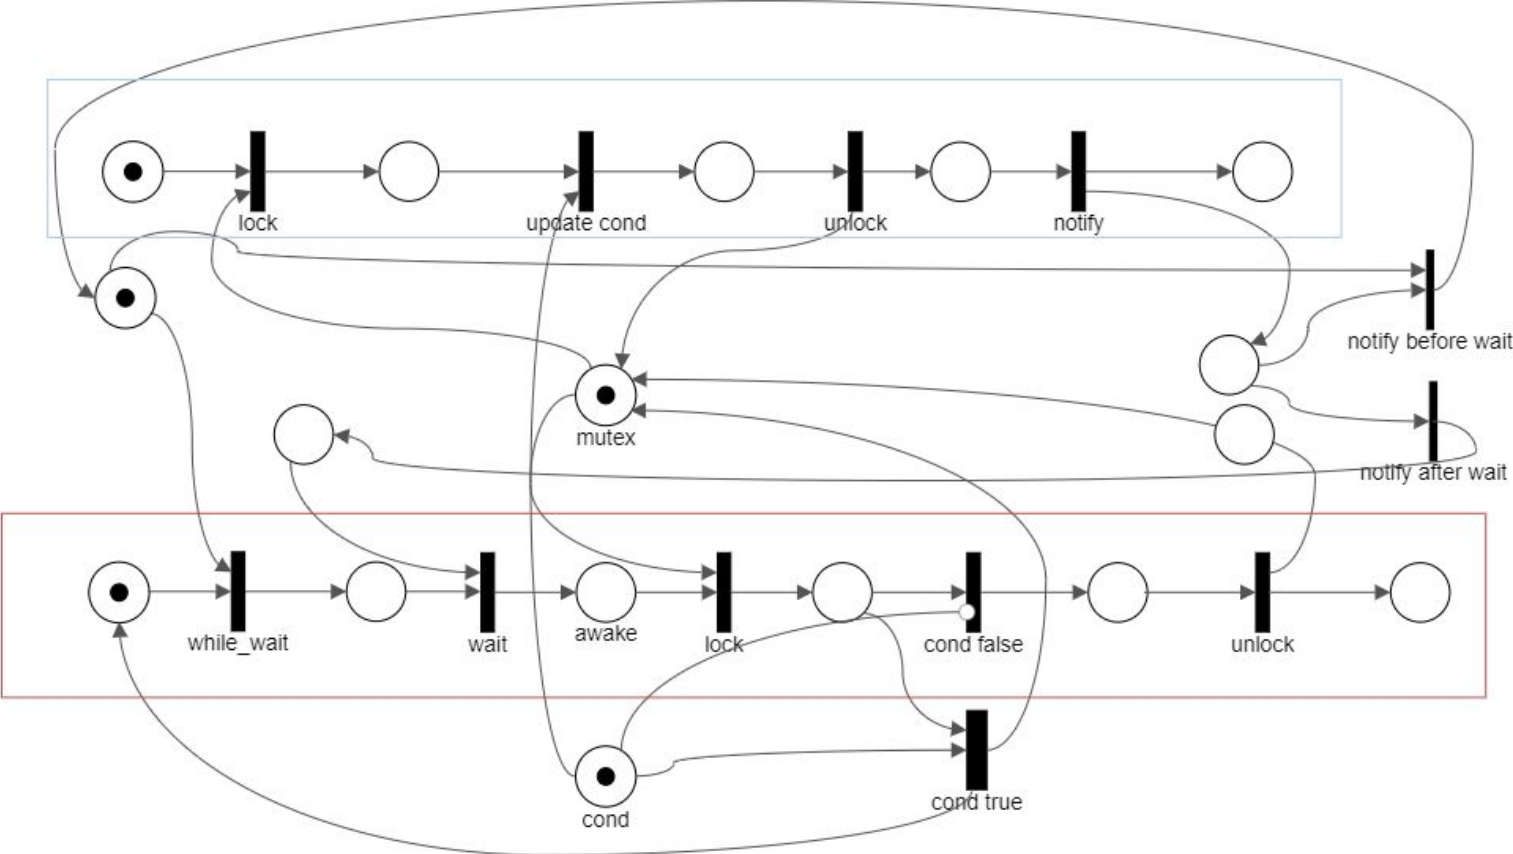 lock
update cond
unlock
notify
notify before wait
mutex
notify after wait
while_wait
wait
awake
lock
cond false
unlock
cond true
cond